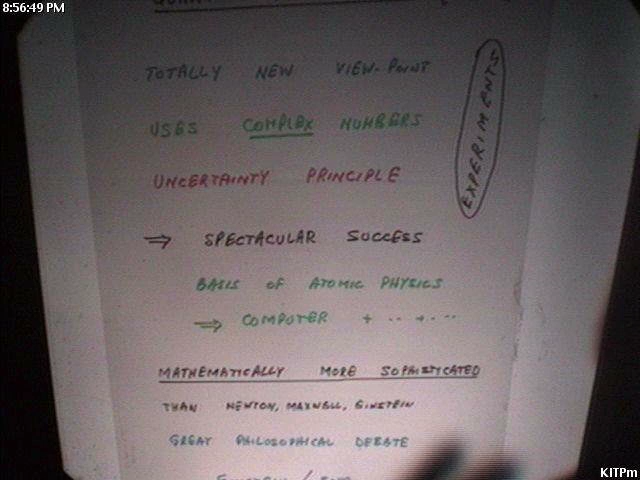 8:56:49 PM
TOTALLY NEW VIEW-POINT
USES COMPLEX NUMBERS
UNCERTAINTY PRINCIPLE
EXPERIMENTS
⇒ SPECTACULAR SUCCESS
BASIS OF ATOMIC PHYSICS
⇒ COMPUTER + ·· + ·· ··
MATHEMATICALLY MORE SOPHISTICATED
THAN NEWTON, MAXWELL, EINSTEIN
GREAT PHILOSOPHICAL DEBATE
KITPm